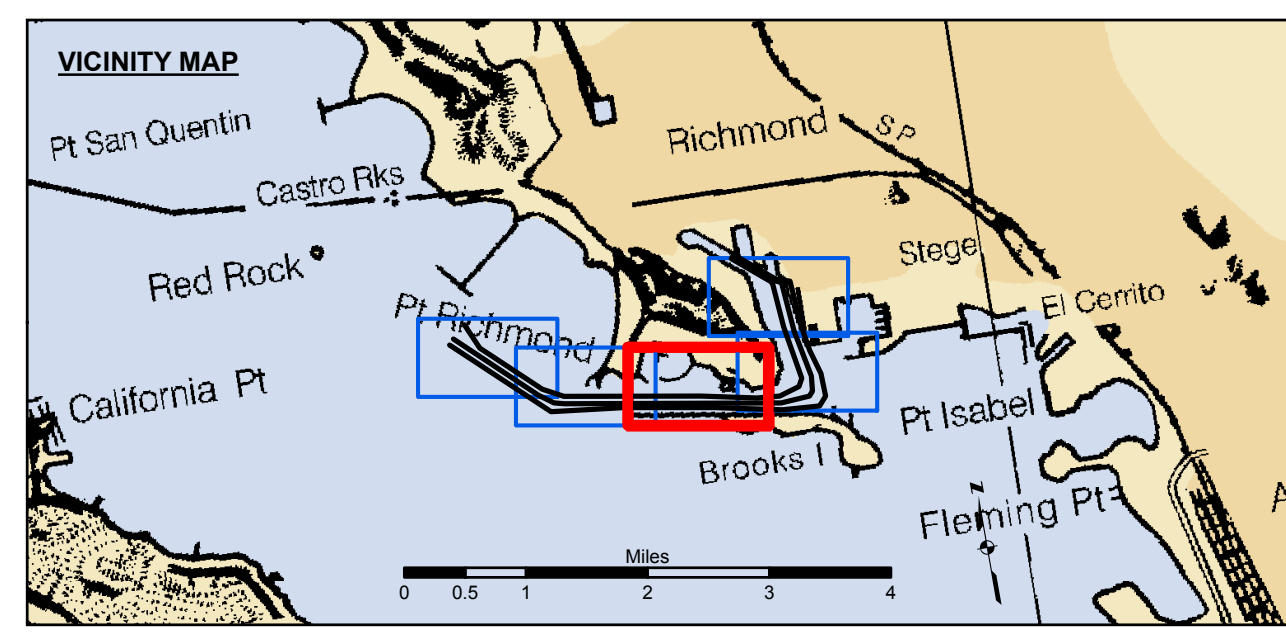 VICINITY MAP
Pt San Quentin
Richmond
S P
Castro Rks
Stege
Red Rock
El Cerrito
Pt Richmond
California Pt
Pt Isabel
Brooks I
Fleming Pt
A
N
Miles
0 0.5 1 2 3 4